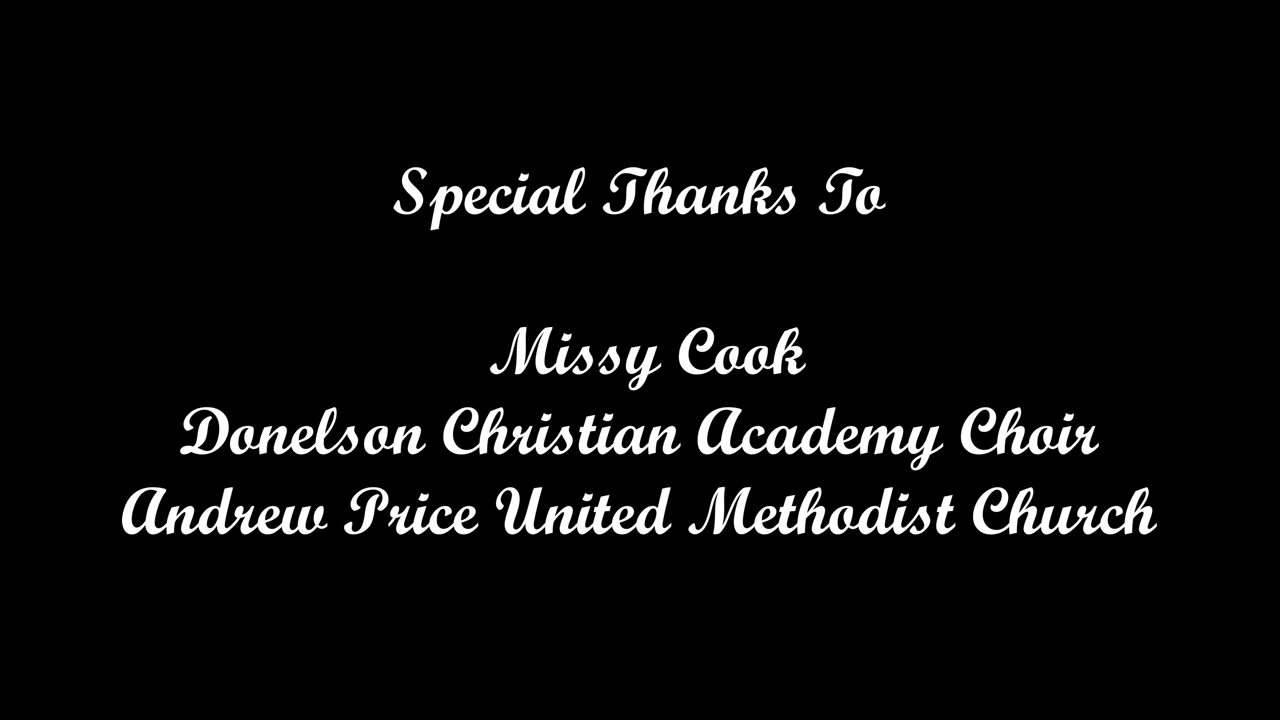 Special Thanks To
Missy Cook
Donelson Christian Academy Choir
Andrew Price United Methodist Church